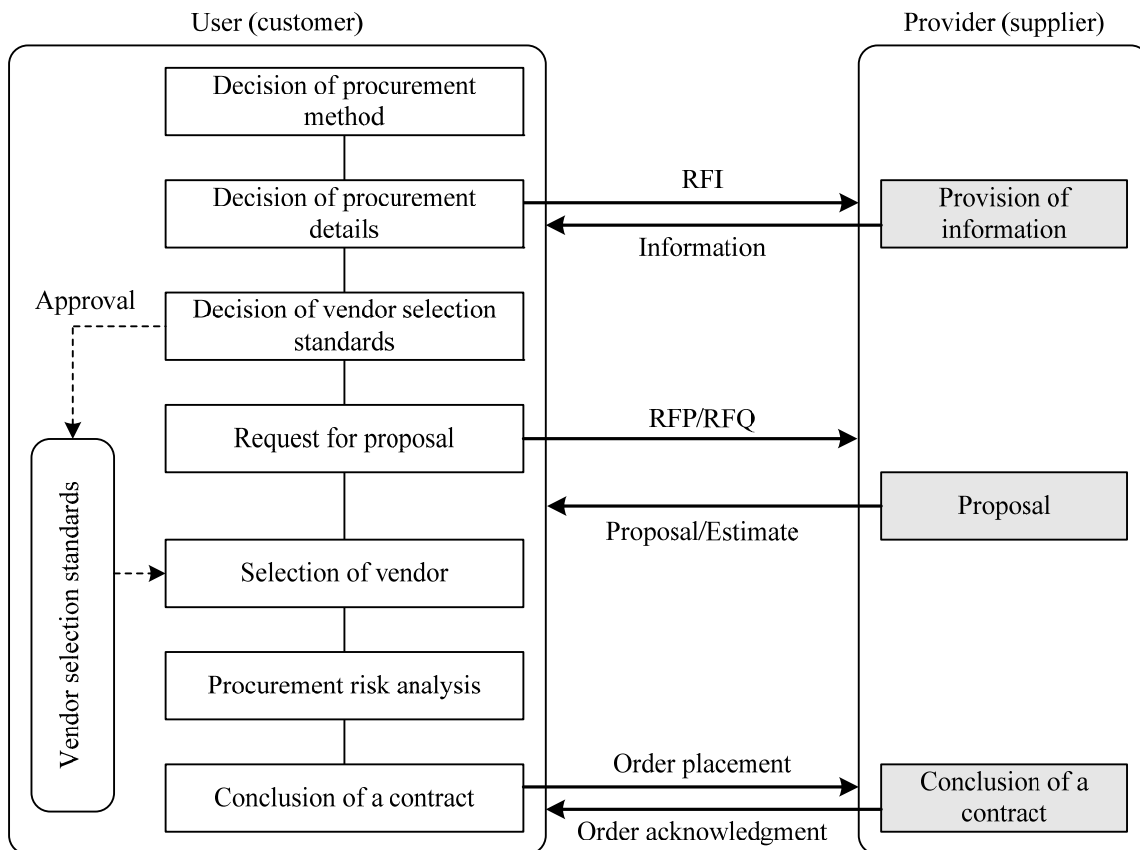 User (customer)
Provider (supplier)
Decision of procurement
method
Decision of procurement
details
RFI
Information
Provision of
information
Approval
Decision of vendor selection
standards
Request for proposal
RFP/RFQ
Proposal/Estimate
Proposal
Vendor selection standards
Selection of vendor
Procurement risk analysis
Conclusion of a contract
Order placement
Order acknowledgment
Conclusion of a
contract